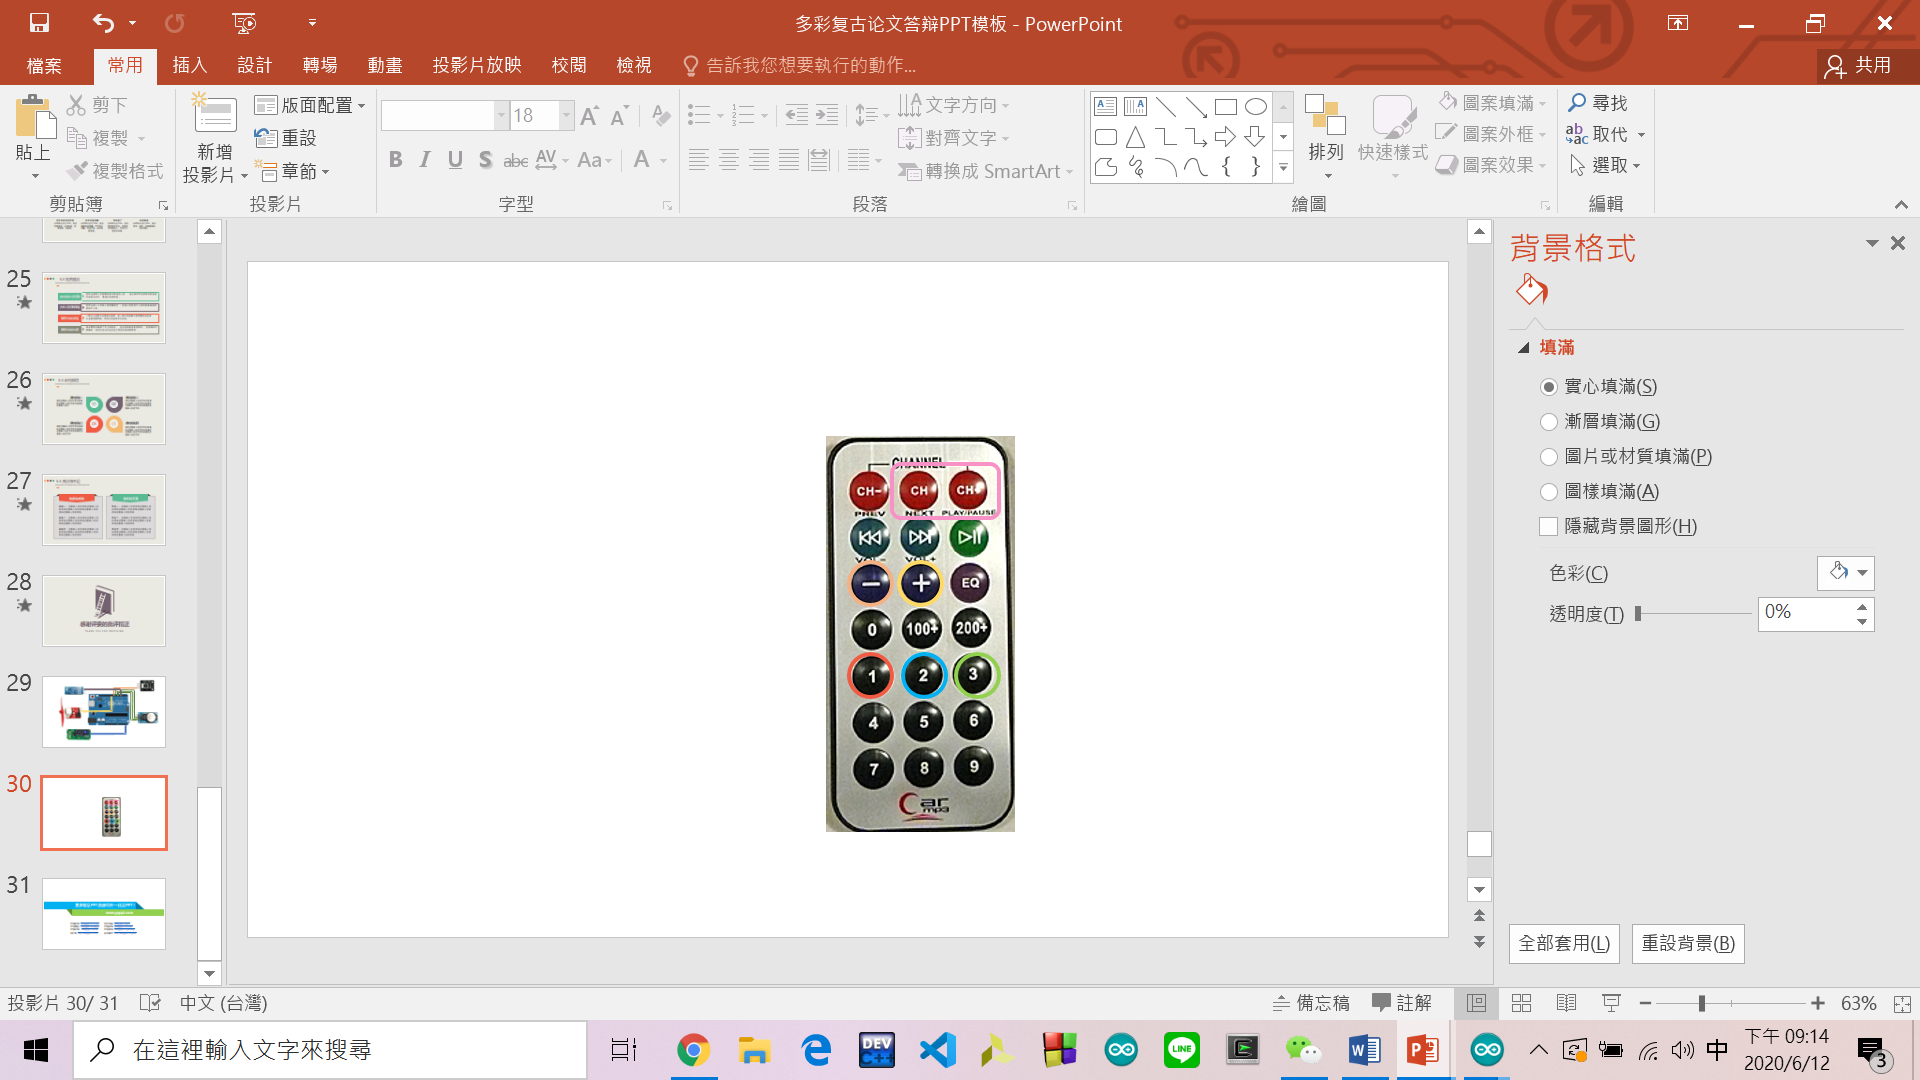 多彩复古论文答辩PPT模板 - PowerPoint
檔案 常用 插入 設計 轉場 動畫 投影片放映 校閱 檢視 告訴我您想要執行的動作... 共用
貼上
剪下
複製
複製格式
剪貼簿
新增
投影片
版面配置
重設
章節
投影片
18
B I U S abc AV Aa A
字型
文字方向
對齊文字
轉換成 SmartArt
段落
排列
快速樣式
圖案填滿
圖案外框
圖案效果
繪圖
尋找
取代
選取
編輯
25
26
27
28
29
30
31
CHANNEL
CH- CH CH+
PREV NEXT PLAY/PAUSE
VOL- VOL+
EQ
0 100+ 200+
1 2 3
4 5 6
7 8 9
Car
mp3
背景格式
填滿
實心填滿(S)
漸層填滿(G)
圖片或材質填滿(P)
圖樣填滿(A)
隱藏背景圖形(H)
色彩(C)
透明度(T) 0%
全部套用(L) 重設背景(B)
投影片 30/ 31 中文 (台灣) 備忘稿 註解 63%
在這裡輸入文字來搜尋
DEV
C++
LINE
中
下午 09:14
2020/6/12
3